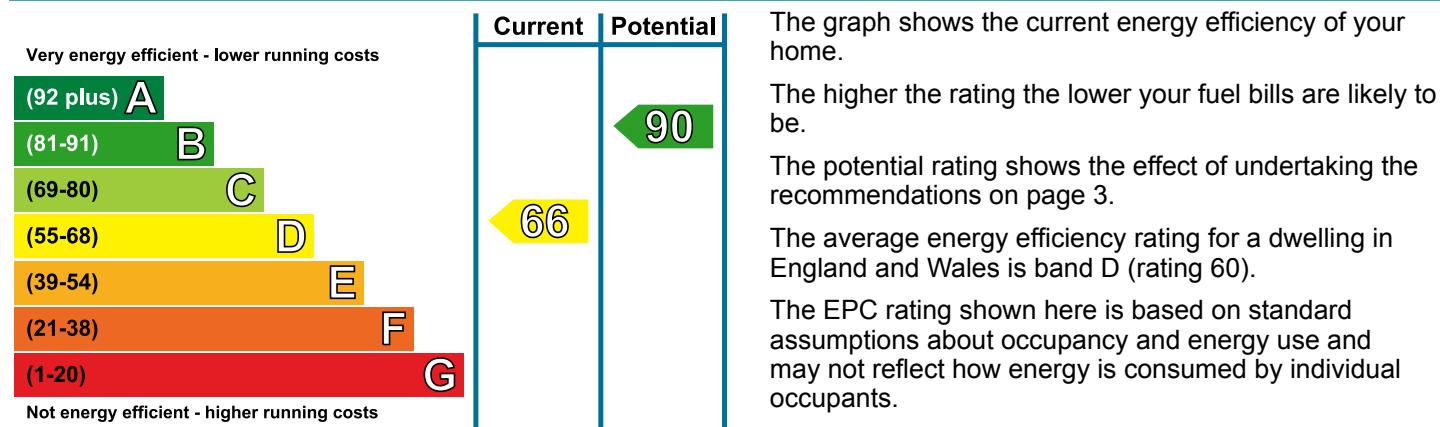 Current Potential
Very energy efficient - lower running costs
(92 plus) A
(81-91) B
90
(69-80) C
(55-68) D
66
(39-54) E
(21-38) F
(1-20) G
Not energy efficient - higher running costs
The graph shows the current energy efficiency of your
home.
The higher the rating the lower your fuel bills are likely to
be.
The potential rating shows the effect of undertaking the
recommendations on page 3.
The average energy efficiency rating for a dwelling in
England and Wales is band D (rating 60).
The EPC rating shown here is based on standard
assumptions about occupancy and energy use and
may not reflect how energy is consumed by individual
occupants.